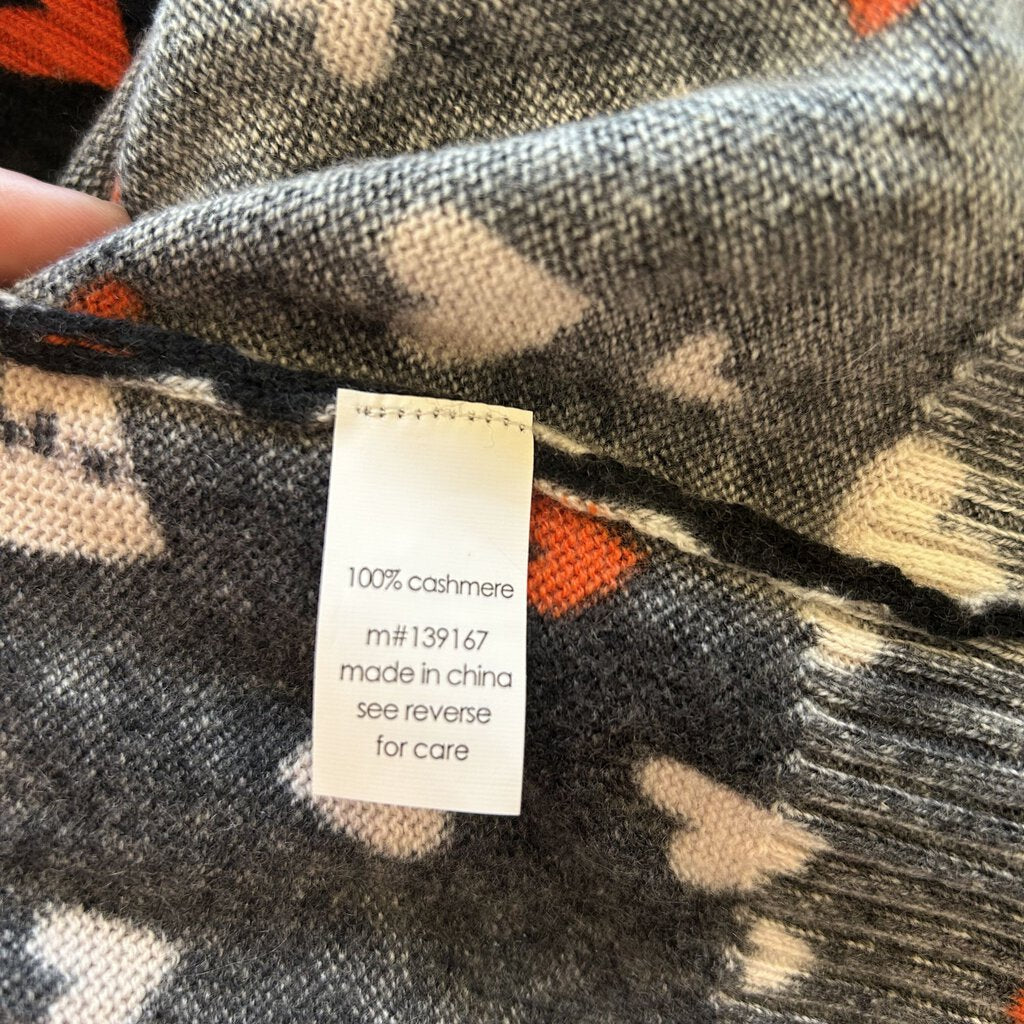 100% cashmere
m#139167
made in china
see reverse
for care